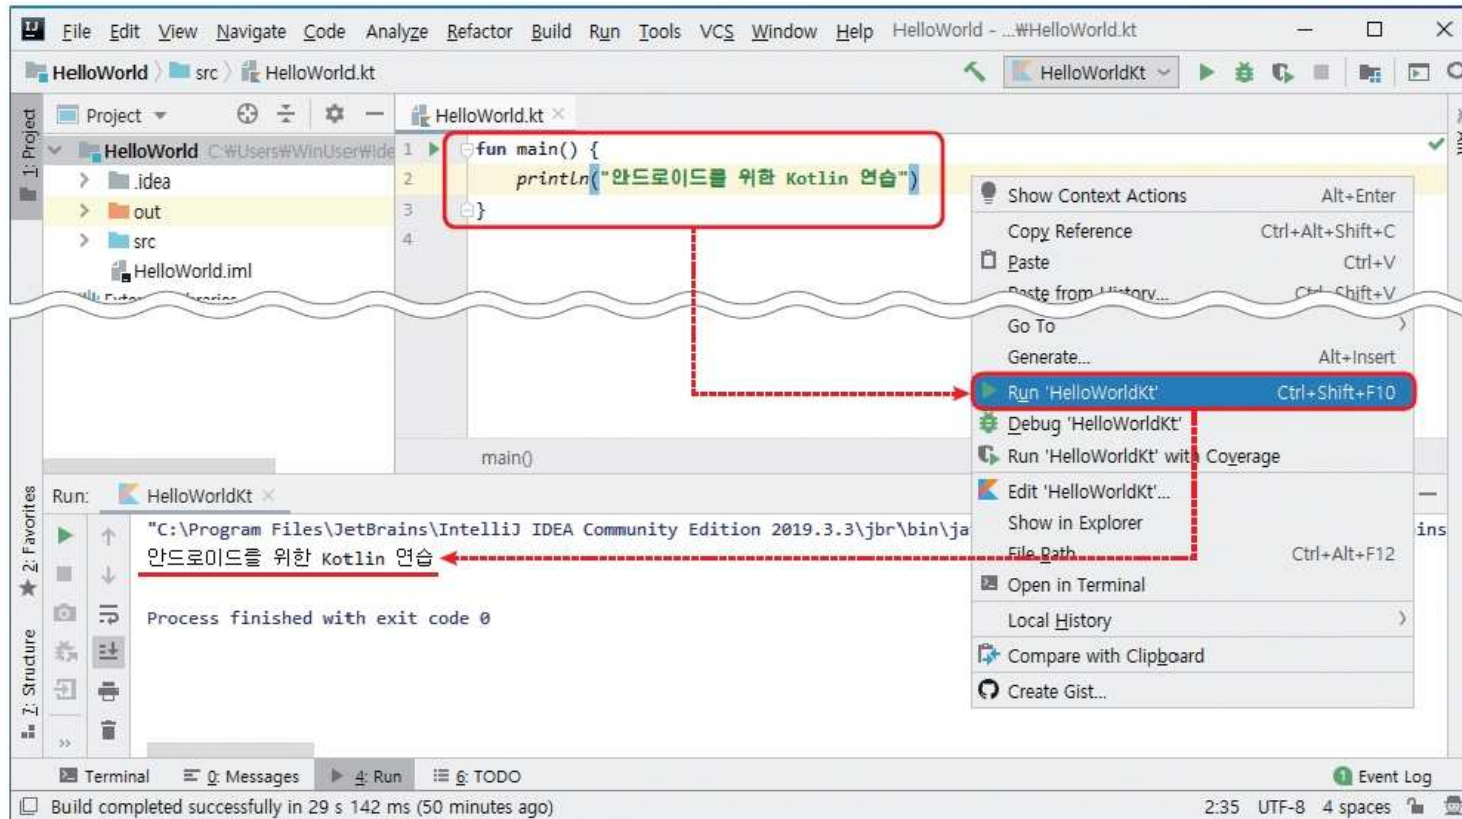 File Edit View Navigate Code Analyze Refactor Build Run Tools VCS Window Help HelloWorld - ...₩HelloWorld.kt
HelloWorld src HelloWorld.kt
HelloWorldKt
1: Project
Project
HelloWorld C:₩Users₩WinUser₩Ide
.idea
out
src
HelloWorld.iml
HelloWorld.kt
1 fun main() {
2 println("안드로이드를 위한 Kotlin 연습")
3 }
4
main()
Show Context Actions Alt+Enter
Copy Reference Ctrl+Alt+Shift+C
Paste Ctrl+V
Paste from History... Ctrl+Shift+V
Go To
Generate... Alt+Insert
Run 'HelloWorldKt' Ctrl+Shift+F10
Debug 'HelloWorldKt'
Run 'HelloWorldKt' with Coverage
Edit 'HelloWorldKt'...
Show in Explorer
File Path Ctrl+Alt+F12
Open in Terminal
Local History
Compare with Clipboard
Create Gist...
2: Favorites
7: Structure
Run: HelloWorldKt
"C:\Program Files\JetBrains\IntelliJ IDEA Community Edition 2019.3.3\jbr\bin\ja
안드로이드를 위한 Kotlin 연습
Process finished with exit code 0
Terminal 0: Messages 4: Run 6: TODO 1 Event Log
Build completed successfully in 29 s 142 ms (50 minutes ago) 2:35 UTF-8 4 spaces